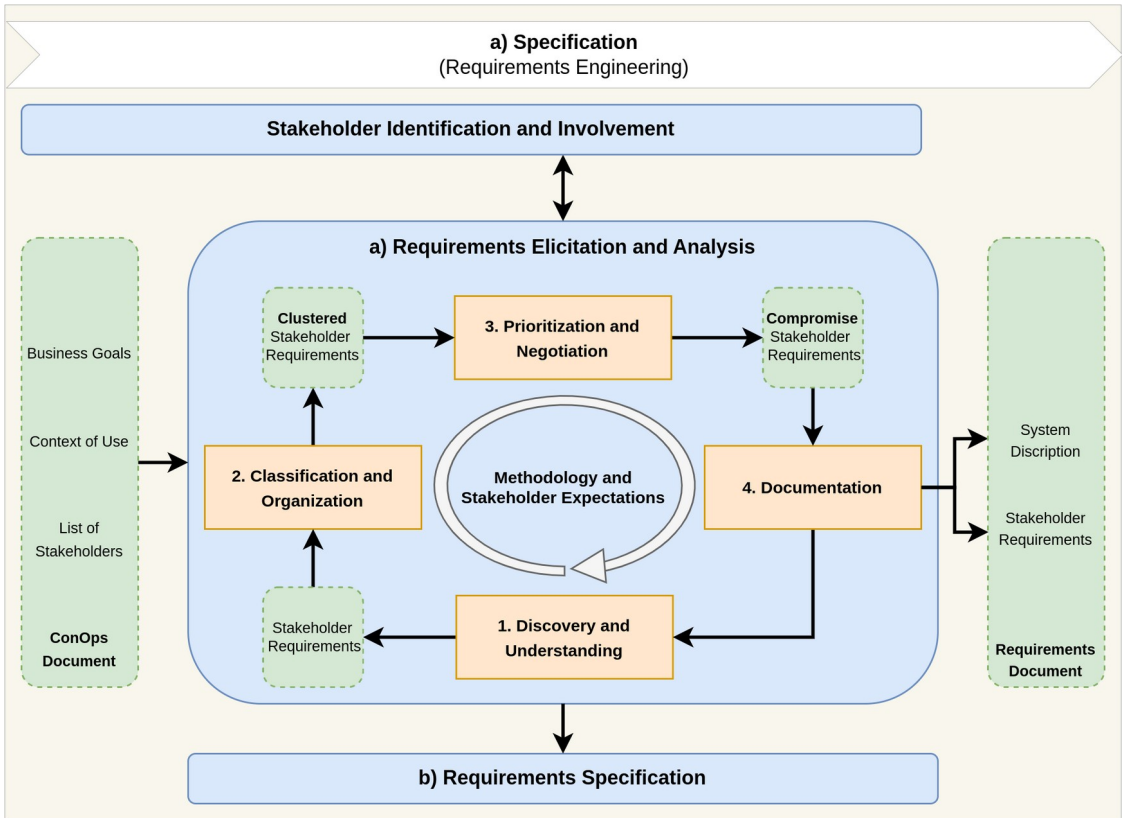 a) Specification
(Requirements Engineering)
Stakeholder Identification and Involvement
a) Requirements Elicitation and Analysis
Business Goals
Context of Use
List of
Stakeholders
ConOps
Document
Clustered
Stakeholder
Requirements
3. Prioritization and
Negotiation
Compromise
Stakeholder
Requirements
2. Classification and
Organization
Methodology and
Stakeholder Expectations
4. Documentation
Stakeholder
Requirements
1. Discovery and
Understanding
System
Discription
Stakeholder
Requirements
Requirements
Document
b) Requirements Specification